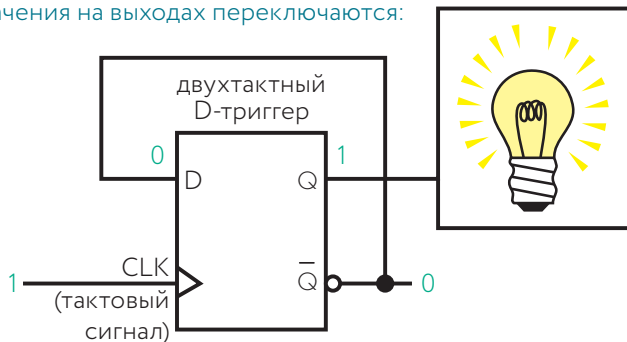 чения на выходах переключаются:
двухтактный
D-триггер
0
1
D
Q
CLK
1
(тактовый
сигнал)
Q̅
0